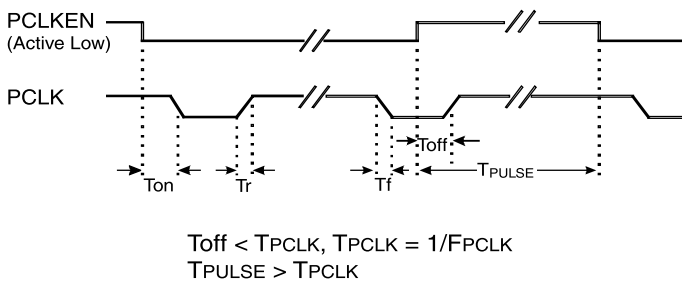 PCLKEN
(Active Low)
PCLK
Toff
Ton
Tr
Tf
TPULSE
Toff < TPCLK, TPCLK = 1/FPCLK
TPULSE > TPCLK